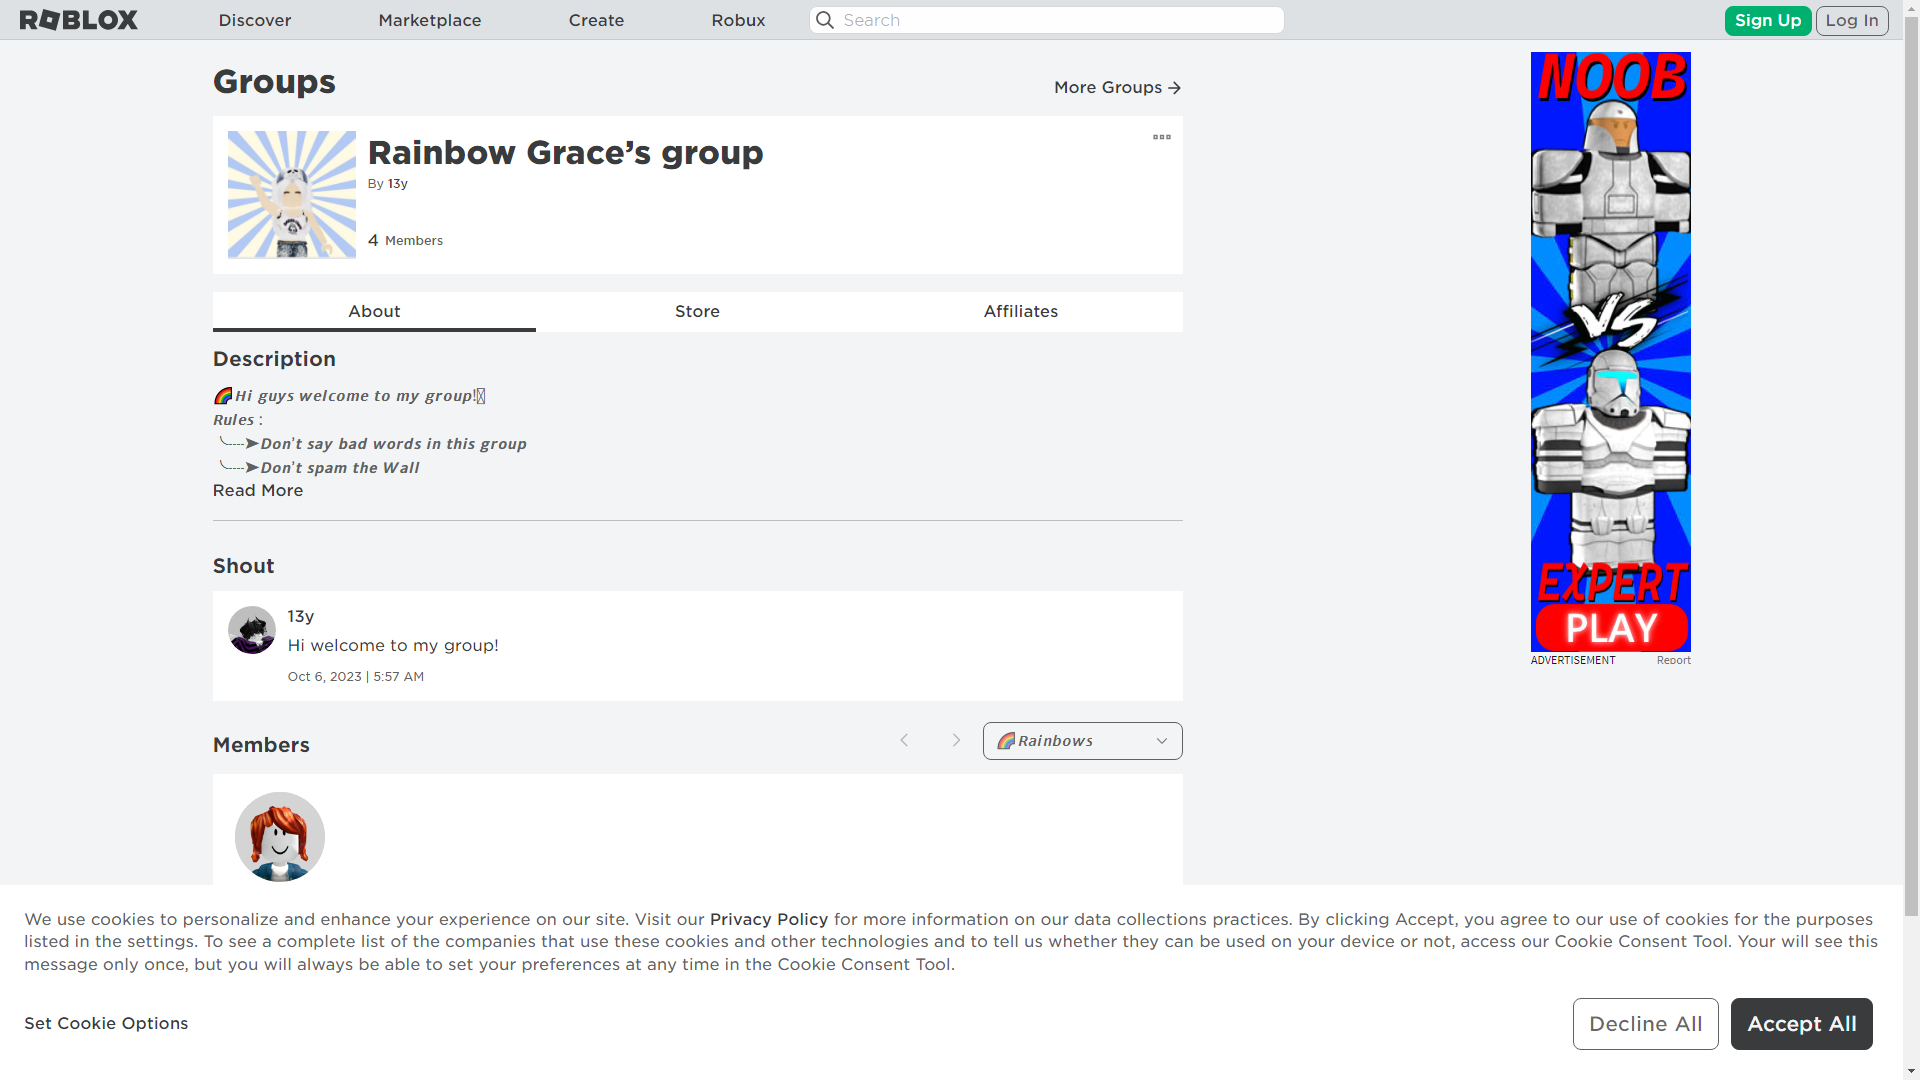 ROBLOX
Discover
Marketplace
Create
Robux
Search
Sign Up
Log In
Groups
More Groups
Rainbow Grace’s group
By 13y
4 Members
About
Store
Affiliates
Description
🌈Hi guys welcome to my group!
Rules :
╰┈➤Don't say bad words in this group
╰┈➤Don't spam the Wall
Read More
Shout
13y
Hi welcome to my group!
Oct 6, 2023 | 5:57 AM
Members
🌈Rainbows
NOOB
VS
EXPERT
PLAY
ADVERTISEMENT
Report
We use cookies to personalize and enhance your experience on our site. Visit our Privacy Policy for more information on our data collections practices. By clicking Accept, you agree to our use of cookies for the purposes
listed in the settings. To see a complete list of the companies that use these cookies and other technologies and to tell us whether they can be used on your device or not, access our Cookie Consent Tool. Your will see this
message only once, but you will always be able to set your preferences at any time in the Cookie Consent Tool.
Set Cookie Options
Decline All
Accept All